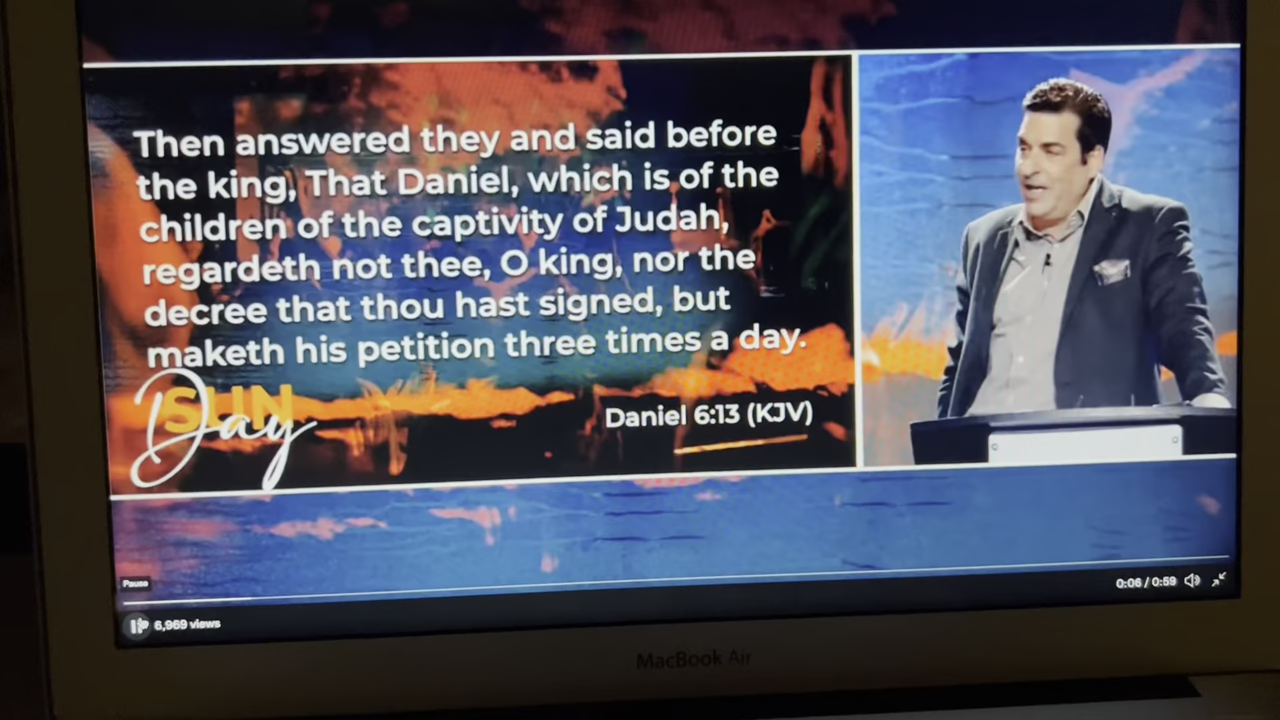 Then answered they and said before
the king, That Daniel, which is of the
children of the captivity of Judah,
regardeth not thee, O king, nor the
decree that thou hast signed, but
maketh his petition three times a day.
SUN
Day
Daniel 6:13 (KJV)
Pause
0:06 / 0:59
6,969 views
MacBook Air